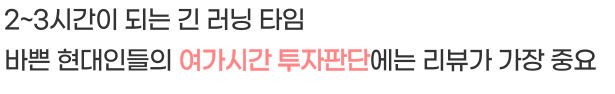 2~3시간이 되는 긴 러닝 타임
바쁜 현대인들의 여가시간 투자판단에는 리뷰가 가장 중요